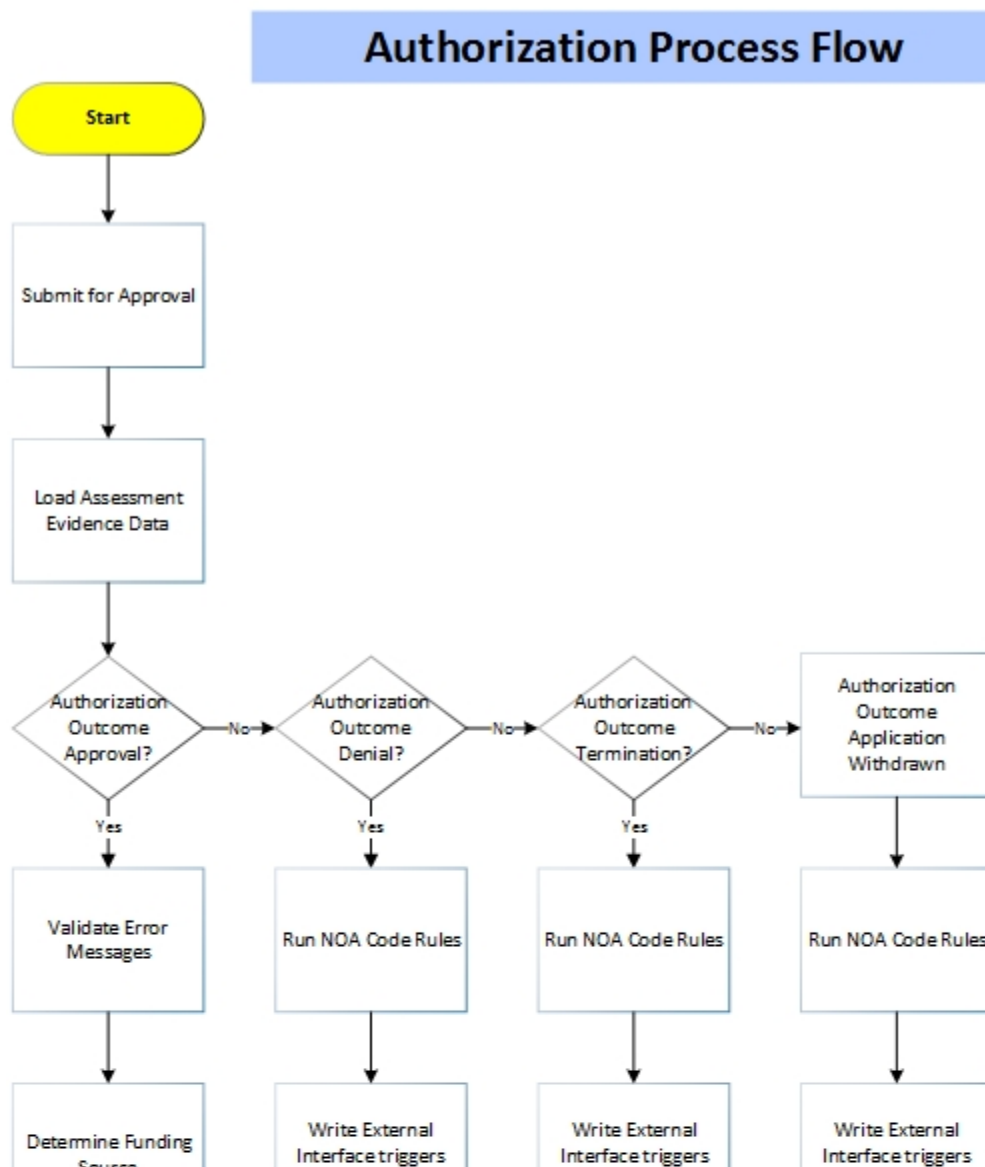 Authorization Process Flow
Start
Submit for Approval
Load Assessment
Evidence Data
Authorization
Outcome
Approval?
No
Authorization
Outcome
Denial?
No
Authorization
Outcome
Termination?
No
Authorization
Outcome
Application
Withdrawn
Yes
Yes
Yes
Validate Error
Messages
Run NOA Code Rules
Run NOA Code Rules
Run NOA Code Rules
Determine Funding
Source
Write External
Interface triggers
Write External
Interface triggers
Write External
Interface triggers